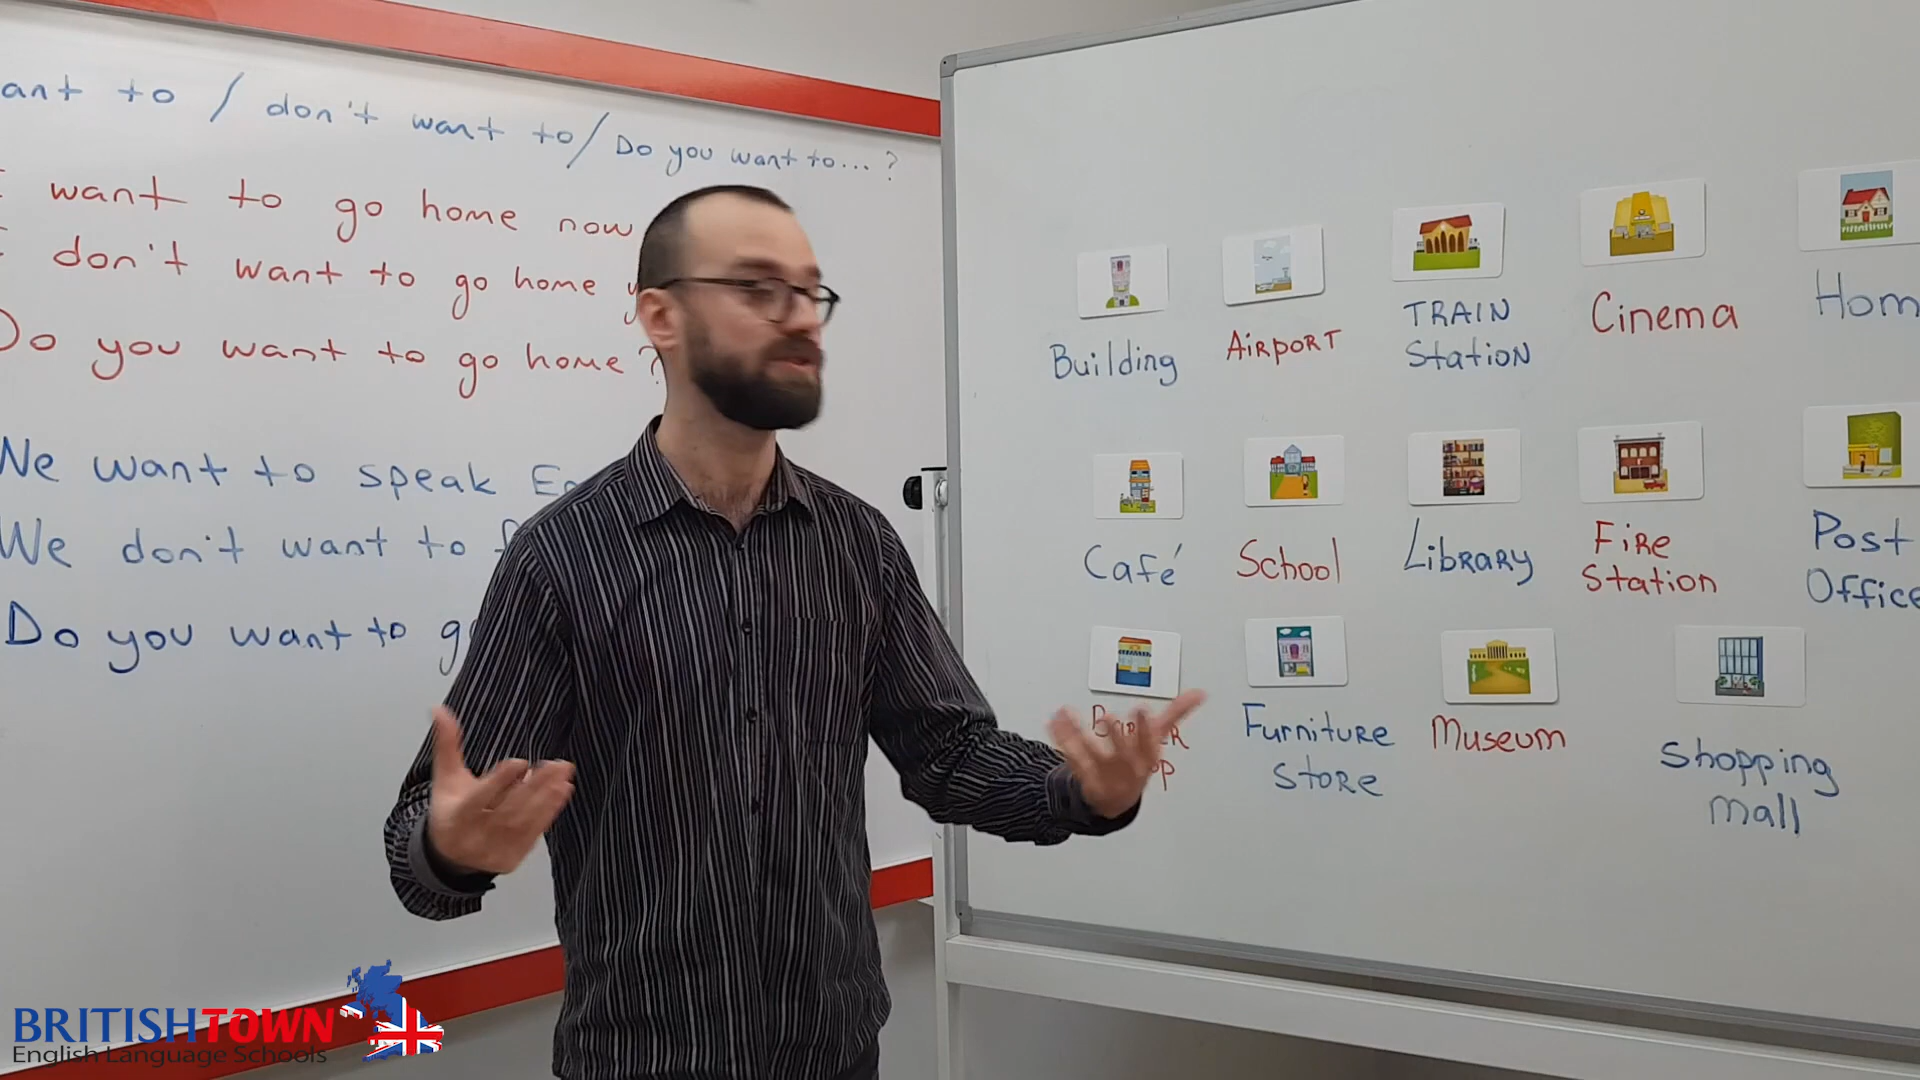 ant to / don't want to / Do you want to... ?
want to go home now
don't want to go home
Do you want to go home?
We want to speak
We don't want to
Do you want to
Building
AIRPORT
TRAIN
Station
Cinema
Hom
Café
School
Library
Fire
Station
Post
Office
Furniture
Store
Museum
Shopping
mall
BRITISHTOWN
English Language Schools